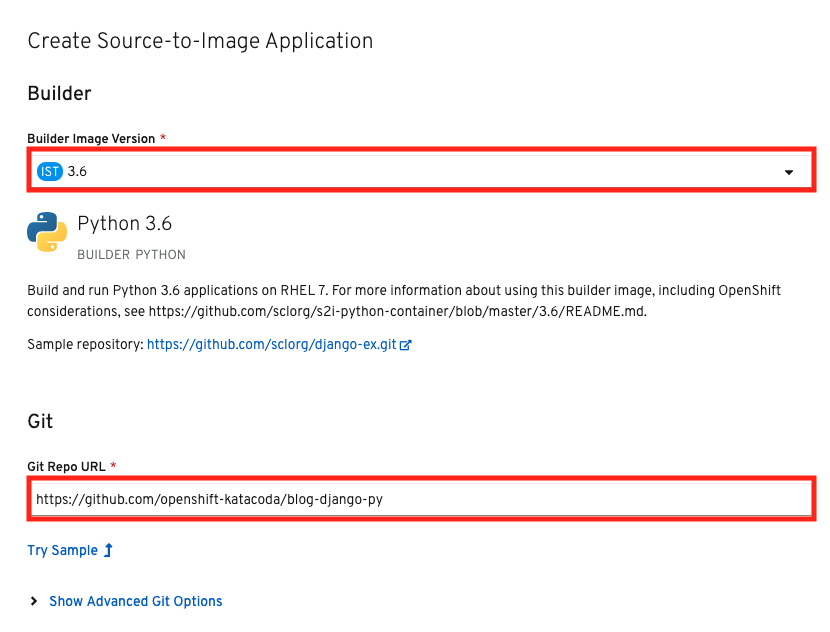 Create Source-to-Image Application
Builder
Builder Image Version *
IST 3.6
Python 3.6
BUILDER PYTHON
Build and run Python 3.6 applications on RHEL 7. For more information about using this builder image, including OpenShift
considerations, see https://github.com/sclorg/s2i-python-container/blob/master/3.6/README.md.
Sample repository: https://github.com/sclorg/django-ex.git
Git
Git Repo URL *
https://github.com/openshift-katacoda/blog-django-py
Try Sample
Show Advanced Git Options